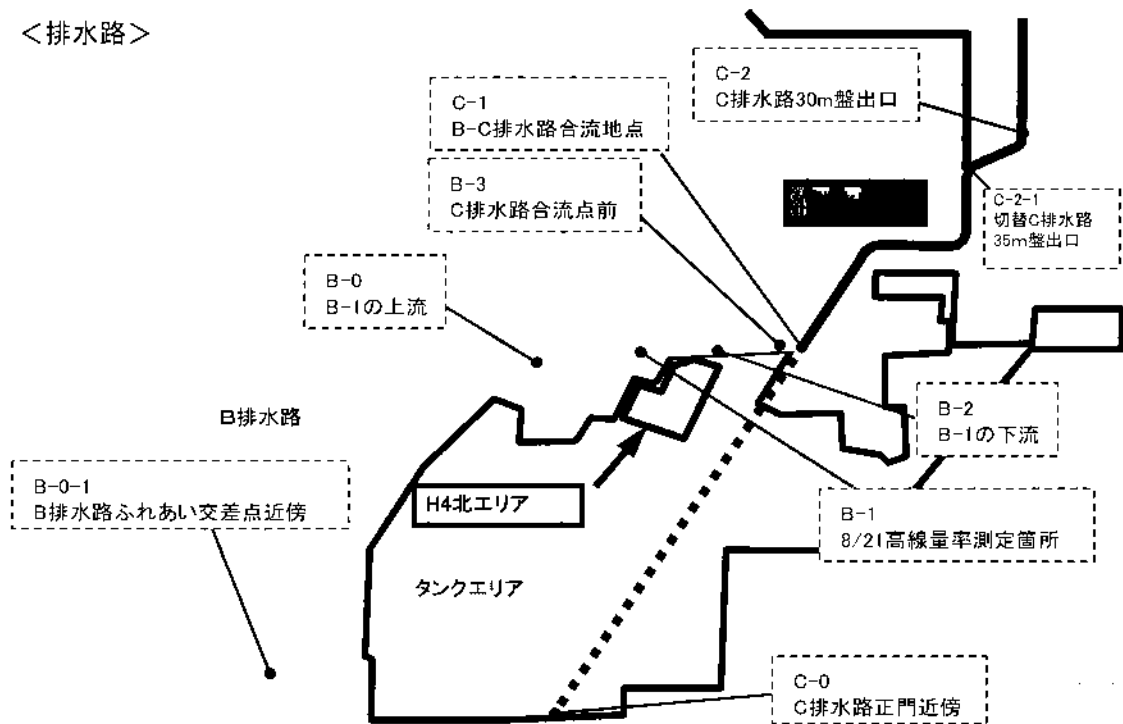 <排水路>
C-2
C排水路30m盤出口
C-1
B-C排水路合流地点
B-3
C排水路合流点前
C-2-1
切替C排水路
35m盤出口
B-0
B-1の上流
B排水路
B-2
B-1の下流
B-0-1
B排水路ふれあい交差点近傍
H4北エリア
B-1
8/21高線量率測定箇所
タンクエリア
C-0
C排水路正門近傍